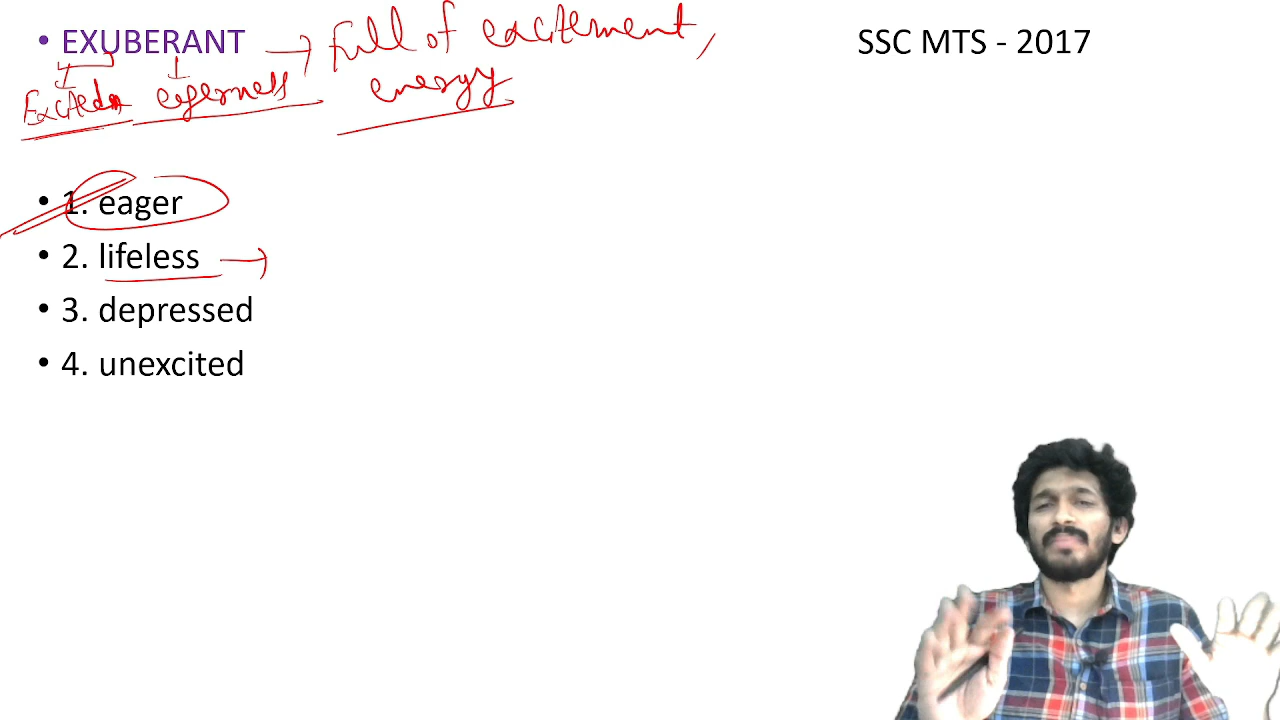 • EXUBERANT → full of excitement,
SSC MTS - 2017
Excited eagerness energy
• 1. eager
• 2. lifeless →
• 3. depressed
• 4. unexcited